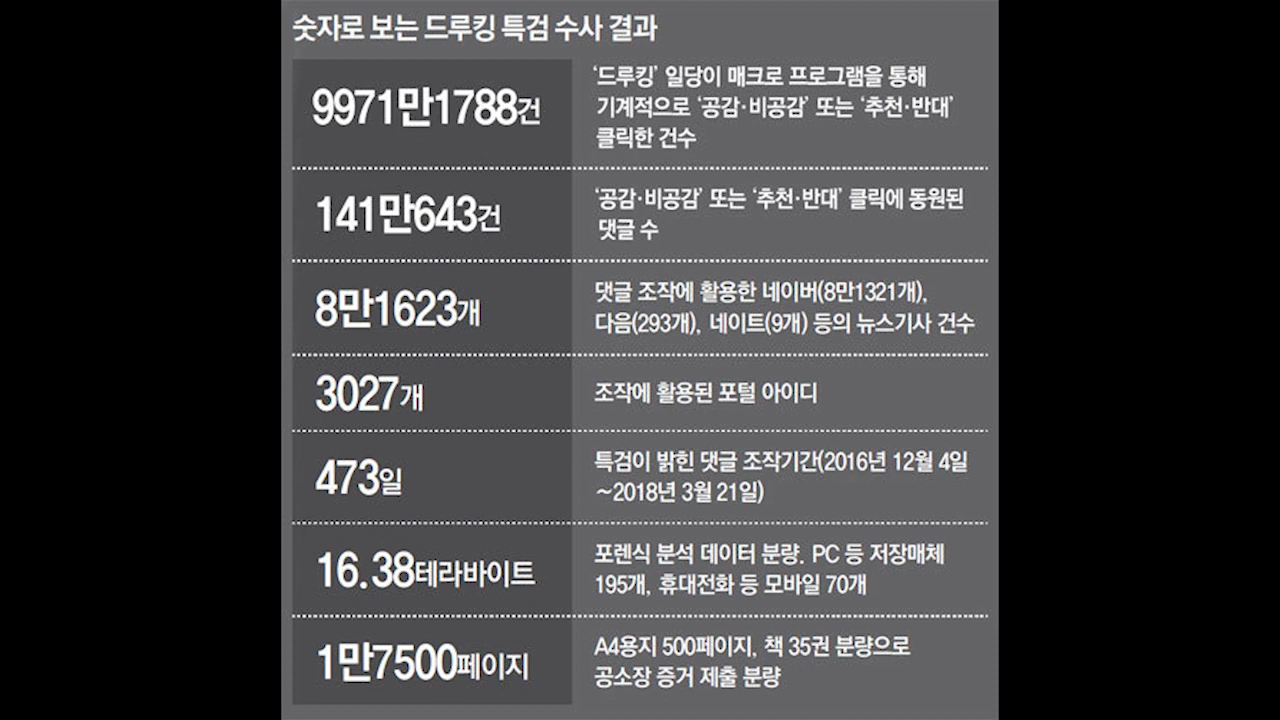 숫자로 보는 드루킹 특검 수사 결과
9971만1788건
‘드루킹’ 일당이 매크로 프로그램을 통해
기계적으로 ‘공감·비공감’ 또는 ‘추천·반대’
클릭한 건수
141만643건
‘공감·비공감’ 또는 ‘추천·반대’ 클릭에 동원된
댓글 수
8만1623개
댓글 조작에 활용한 네이버(8만1321개),
다음(293개), 네이트(9개) 등의 뉴스기사 건수
3027개
조작에 활용된 포털 아이디
473일
특검이 밝힌 댓글 조작기간(2016년 12월 4일
~2018년 3월 21일)
16.38테라바이트
포렌식 분석 데이터 분량. PC 등 저장매체
195개, 휴대전화 등 모바일 70개
1만7500페이지
A4용지 500페이지, 책 35권 분량으로
공소장 증거 제출 분량